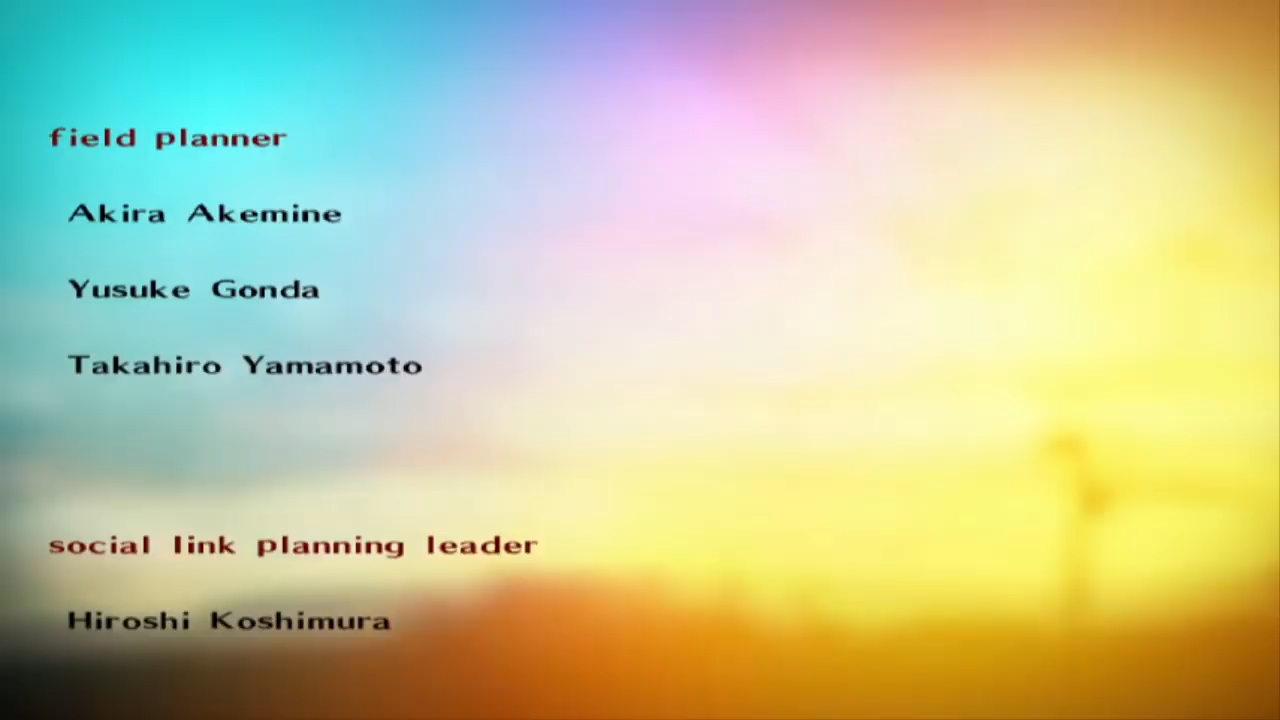 field planner
Akira Akemine
Yusuke Gonda
Takahiro Yamamoto
social link planning leader
Hiroshi Koshimura